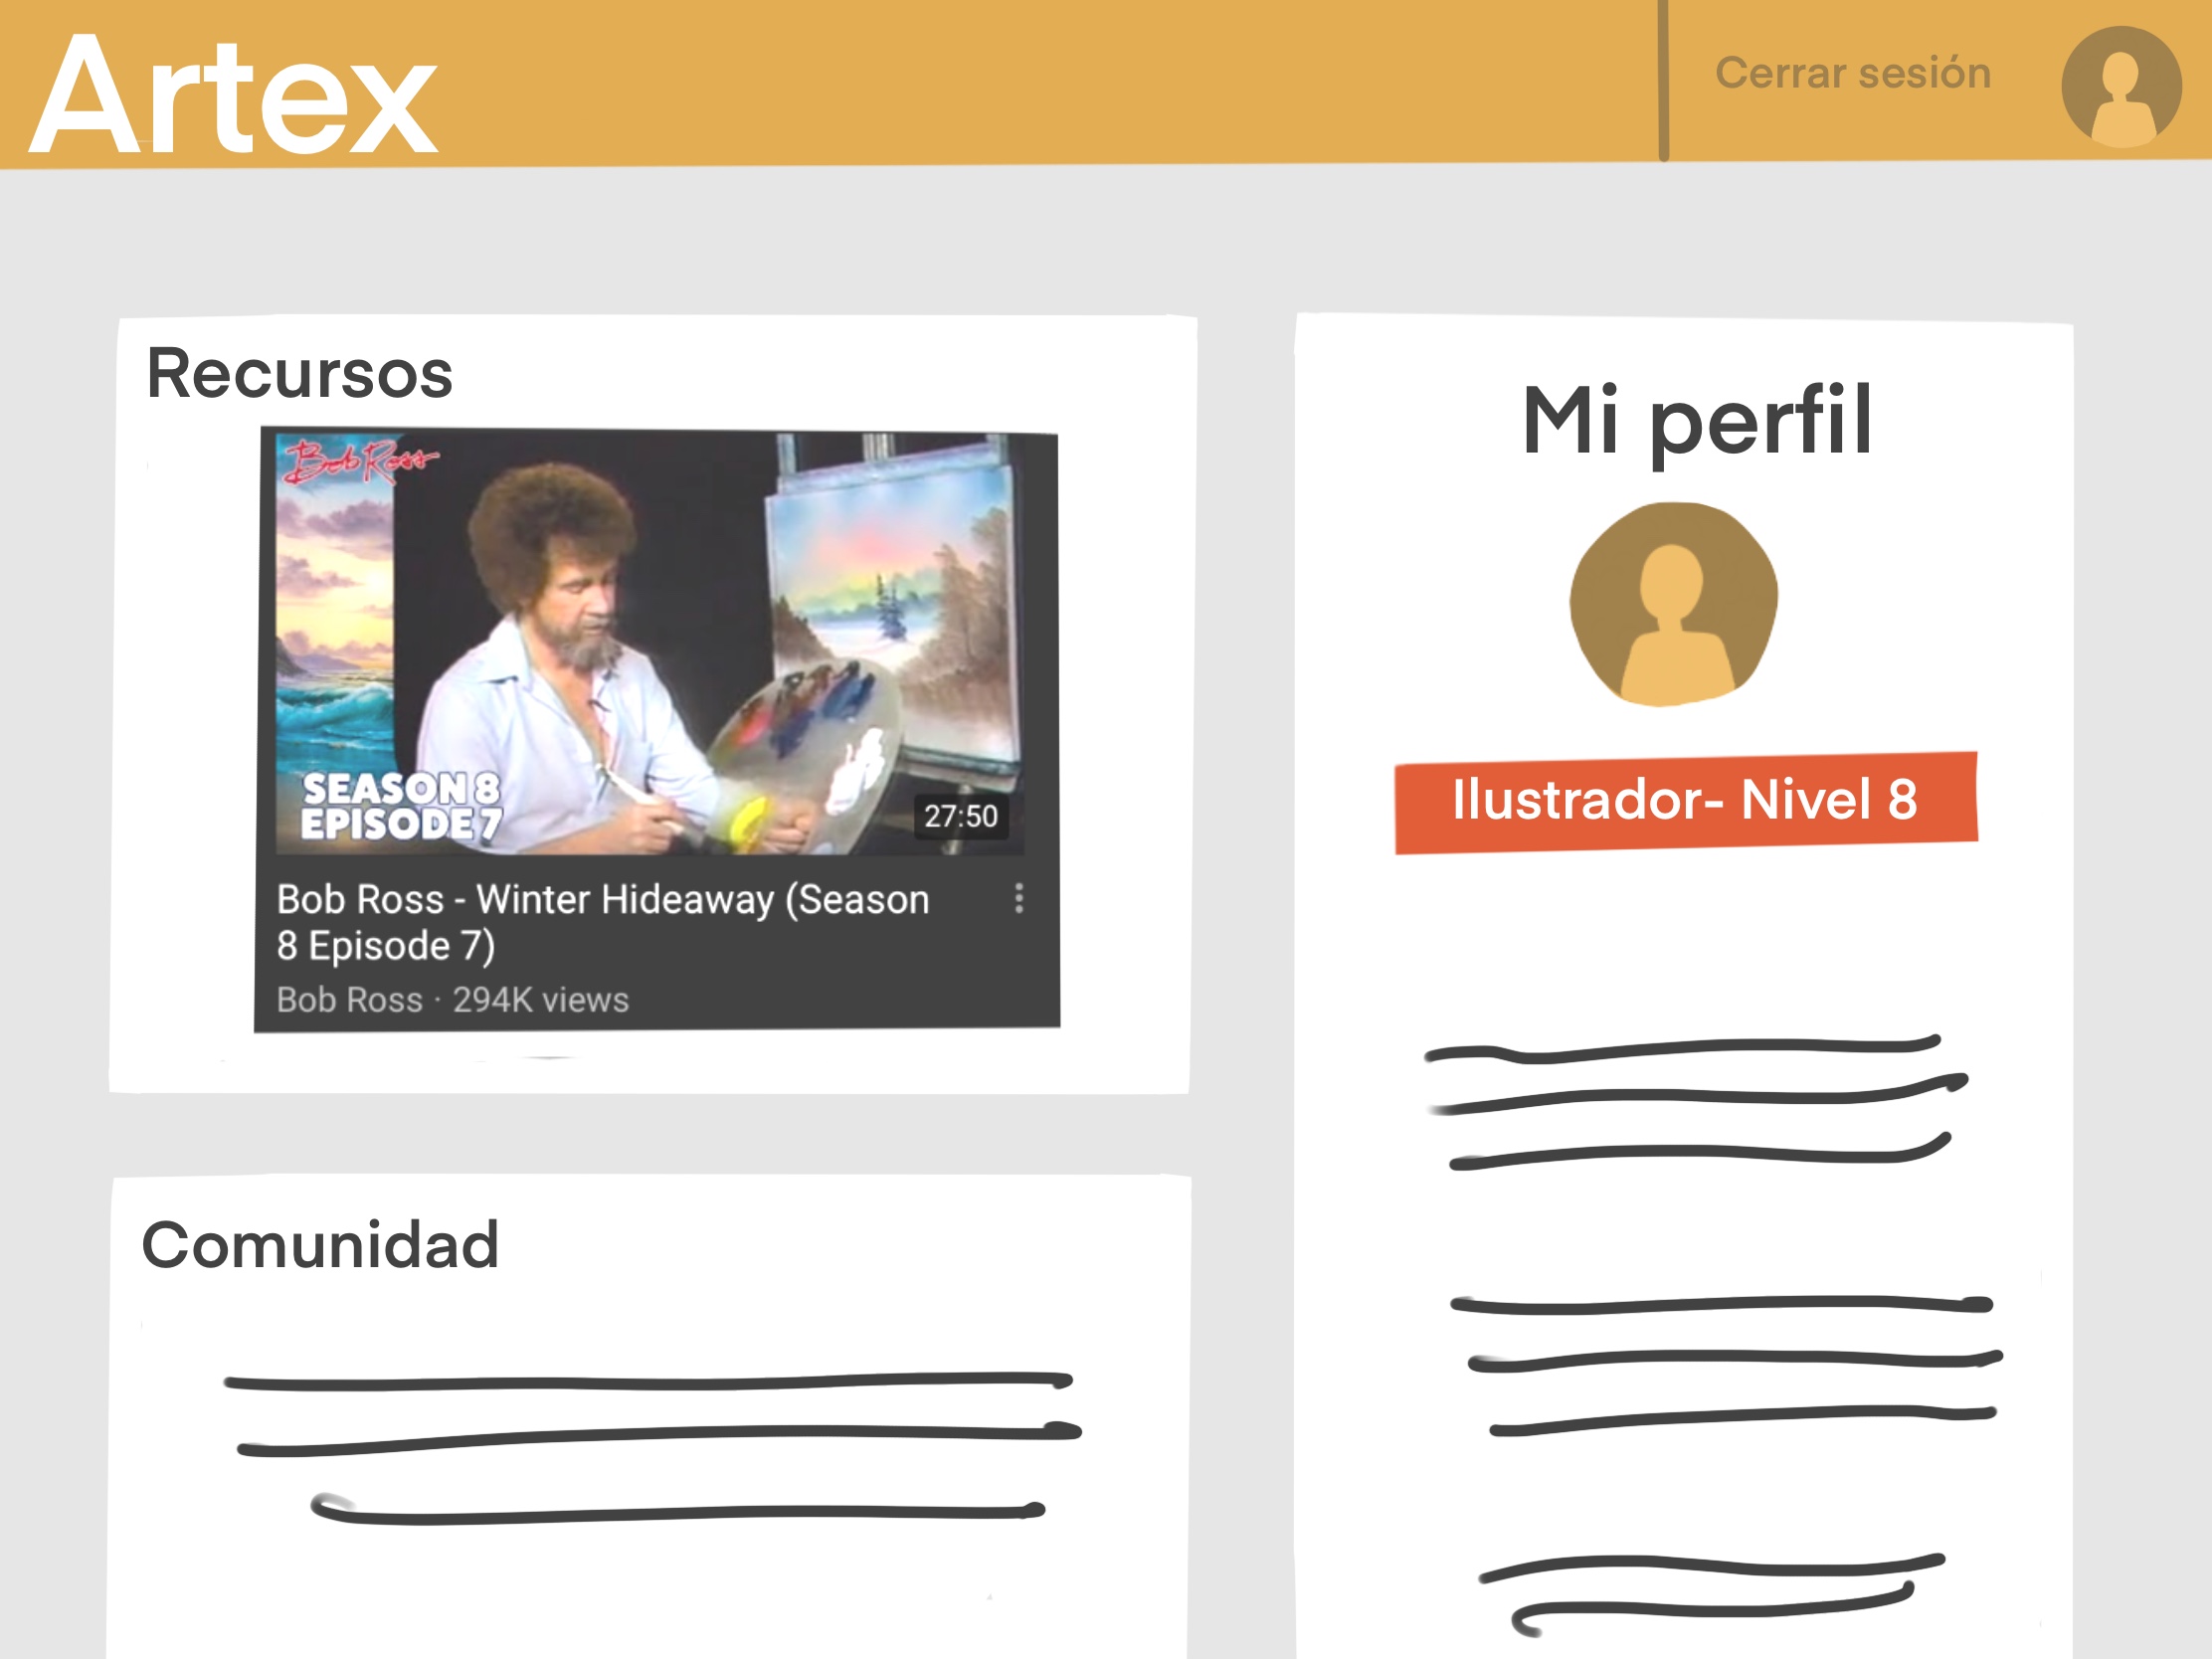 Artex
Cerrar sesión
Recursos
Bob Ross
SEASON 8
EPISODE 7
27:50
Bob Ross - Winter Hideaway (Season
8 Episode 7)
Bob Ross · 294K views
Comunidad
Mi perfil
Ilustrador- Nivel 8